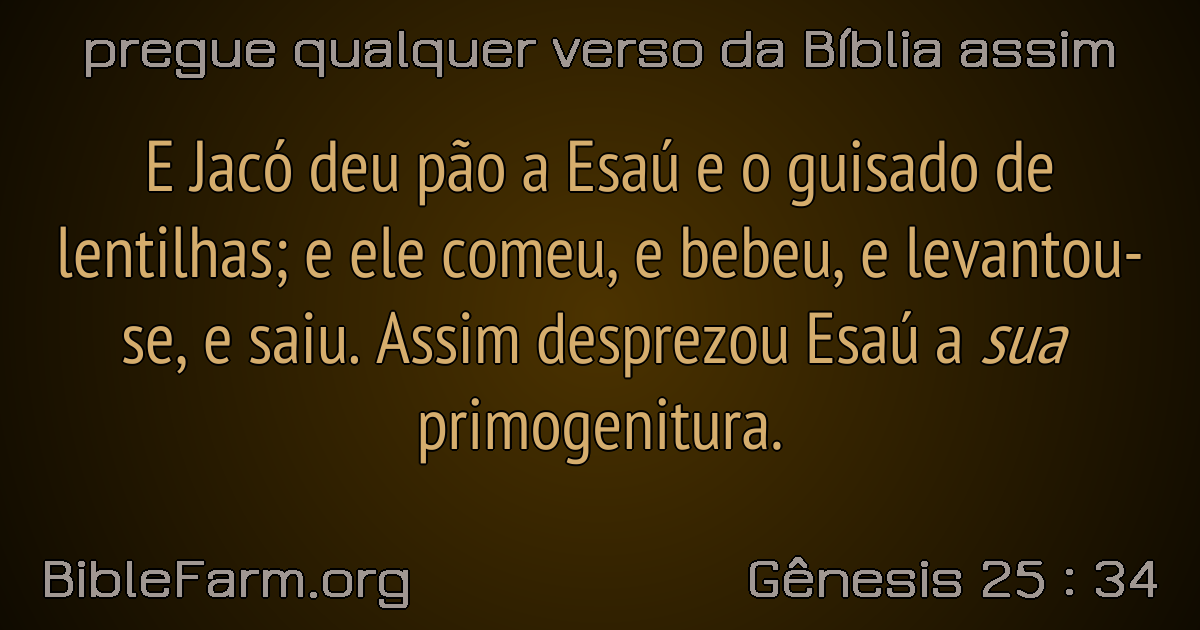 pregue qualquer verso da Bíblia assim
E Jacó deu pão a Esaú e o guisado de
lentilhas; e ele comeu, e bebeu, e levantou-
se, e saiu. Assim desprezou Esaú a sua
primogenitura.
BibleFarm.org
Gênesis 25 : 34